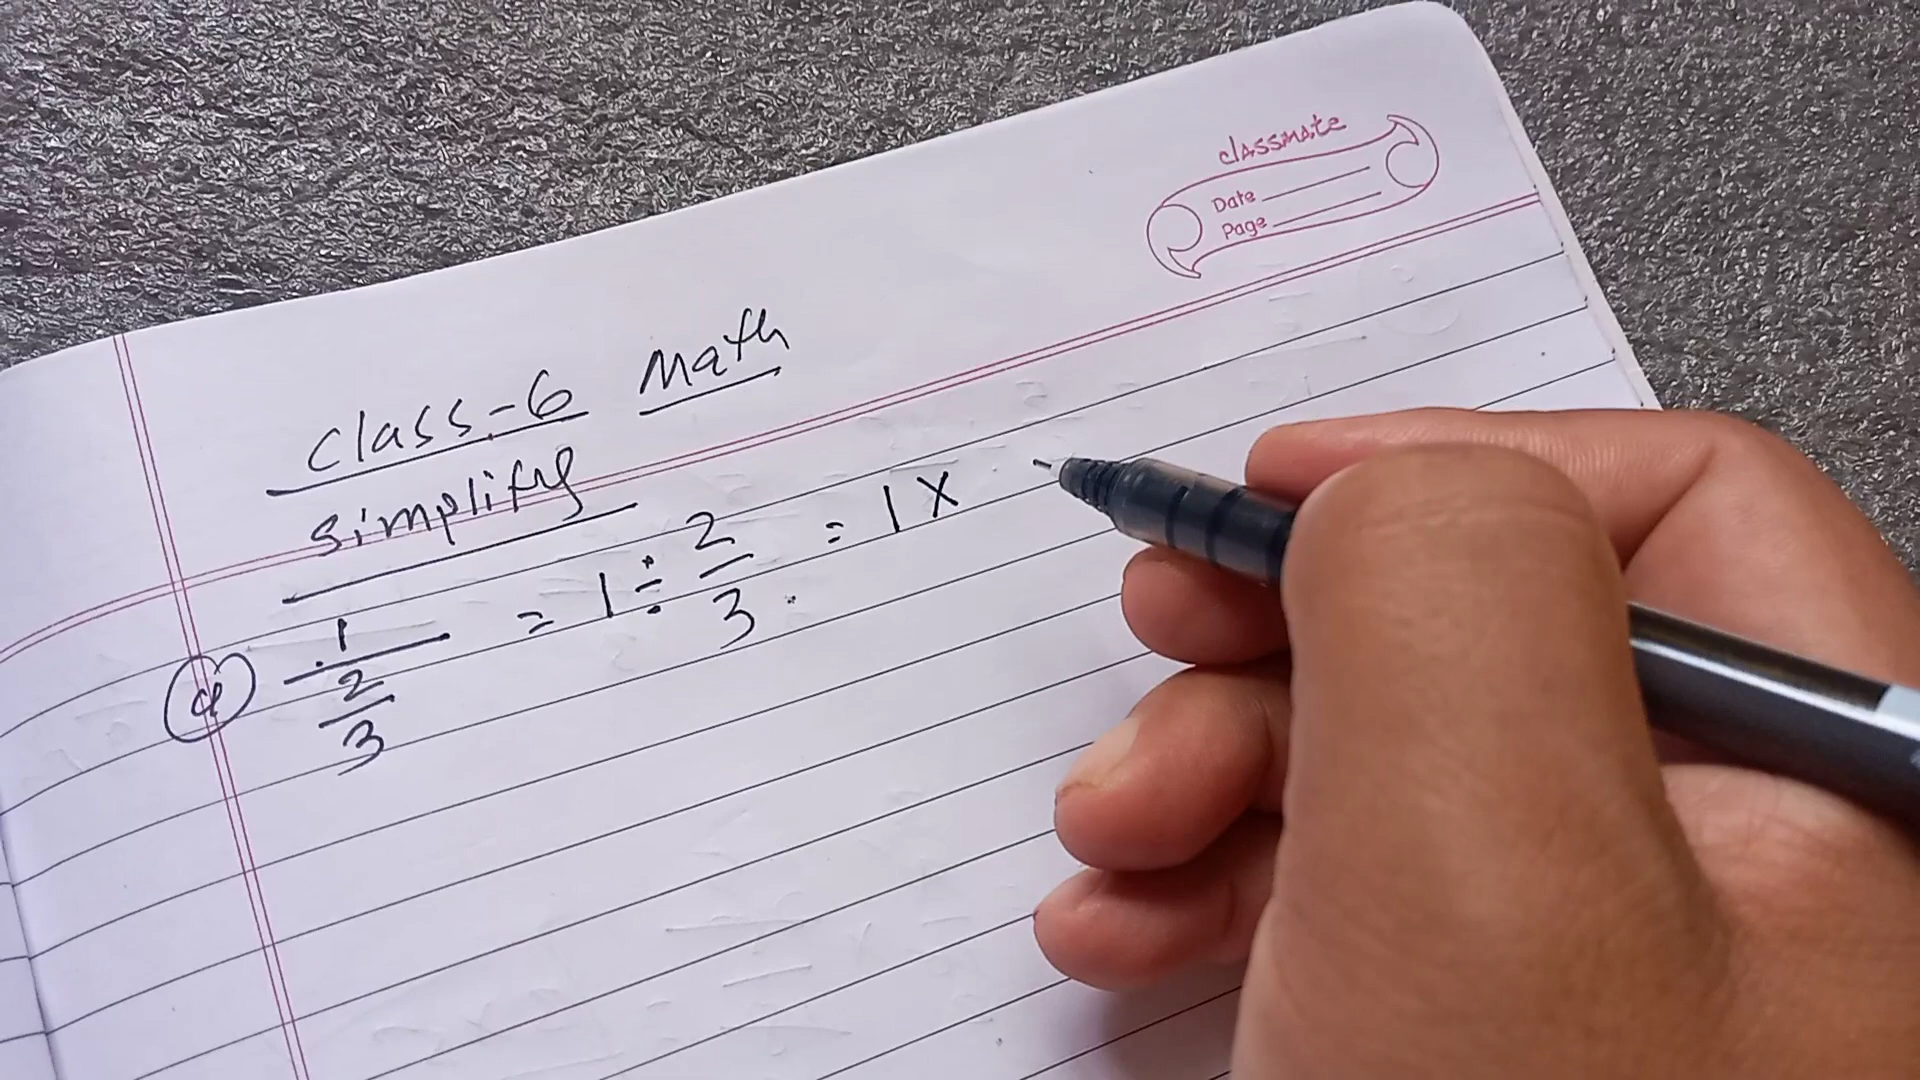 classmate
Date
Page
Class-6 Math
Simplify
a 1/(2/3) = 1 ÷ 2/3 = 1 ×